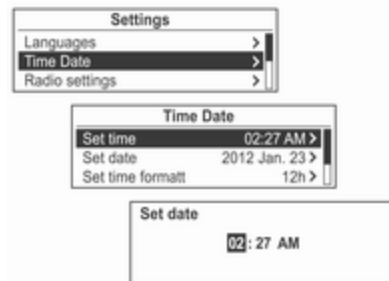 Settings
Languages >
Time Date >
Radio settings >
Time Date
Set time 02:27 AM >
Set date 2012 Jan. 23 >
Set time formatt 12h >
Set date
02 : 27 AM